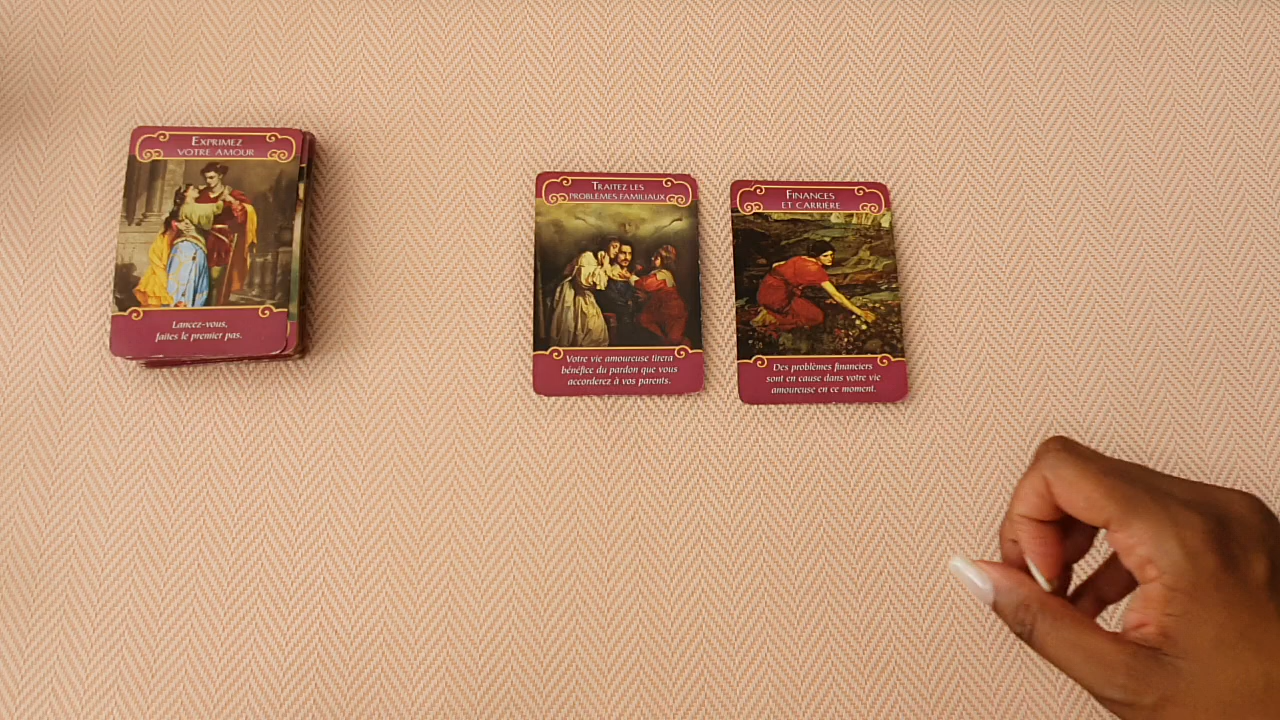 EXPRIMEZ
VOTRE AMOUR
Lancez-vous,
faites le premier pas.
TRAITEZ LES
PROBLÈMES FAMILIAUX
Votre vie amoureuse tirera
bénéfice du pardon que vous
accorderez à vos parents.
FINANCES
ET CARRIÈRE
Des problèmes financiers
sont en cause dans votre vie
amoureuse en ce moment.